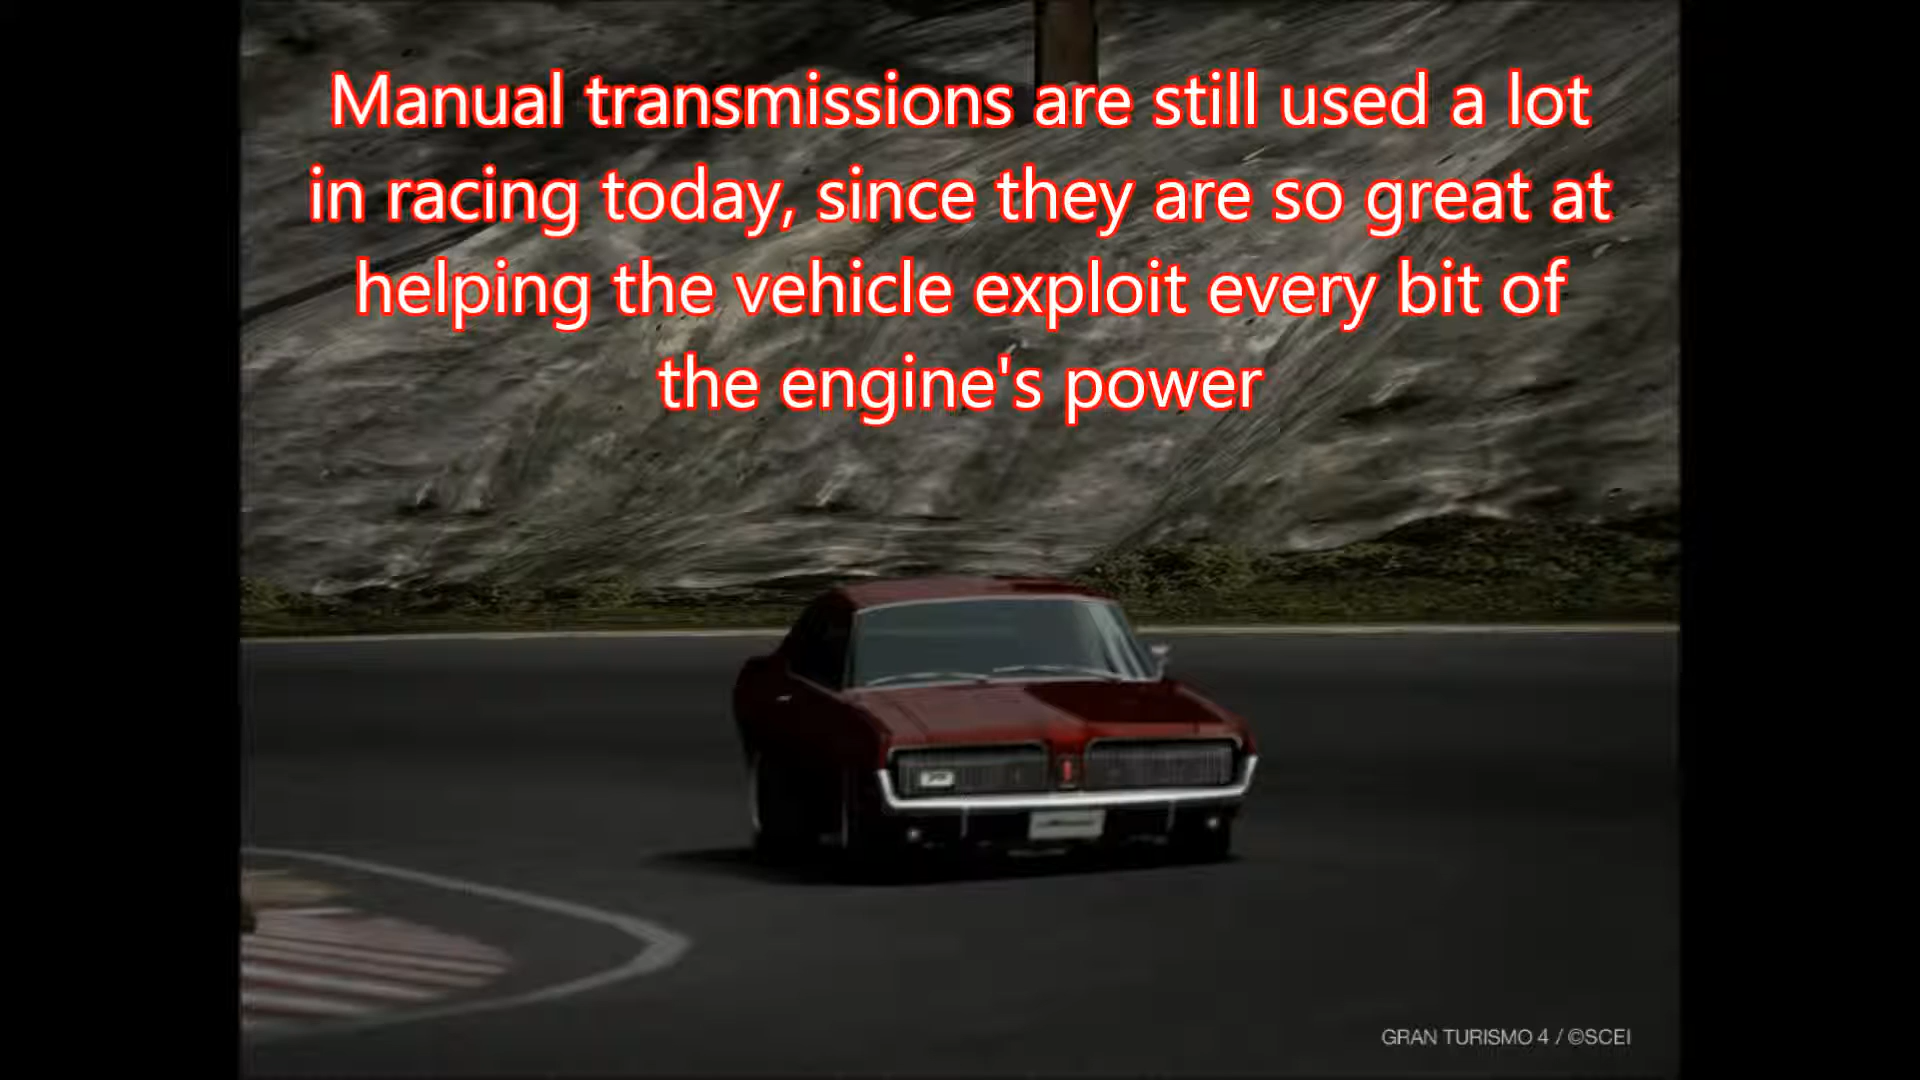 Manual transmissions are still used a lot
in racing today, since they are so great at
helping the vehicle exploit every bit of
the engine's power
GRAN TURISMO 4 / ©SCEI